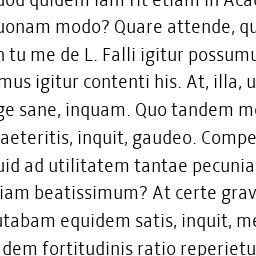 quidem iam fit etiam in Aca
uonam modo? Quare attende, qu
n tu me de L. Falli igitur possumu
mus igitur contenti his. At, illa, u
ge sane, inquam. Quo tandem mo
aeteritis, inquit, gaudeo. Compe
uid ad utilitatem tantae pecunia
iam beatissimum? At certe grav
utabam equidem satis, inquit, me
dem fortitudinis ratio reperietu